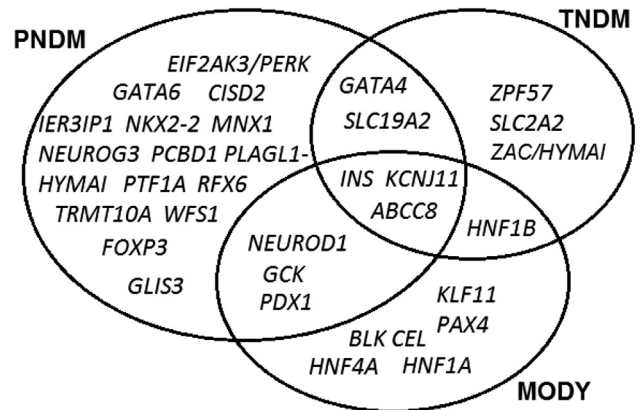 PNDM
TNDM
EIF2AK3/PERK
GATA6 CISD2
IER3IP1 NKX2-2 MNX1
NEUROG3 PCBD1 PLAGL1-
HYMAI PTF1A RFX6
TRMT10A WFS1
FOXP3
GLIS3
GATA4
SLC19A2
ZPF57
SLC2A2
ZAC/HYMAI
INS KCNJ11
ABCC8
HNF1B
NEUROD1
GCK
PDX1
KLF11
PAX4
BLK CEL
HNF4A HNF1A
MODY